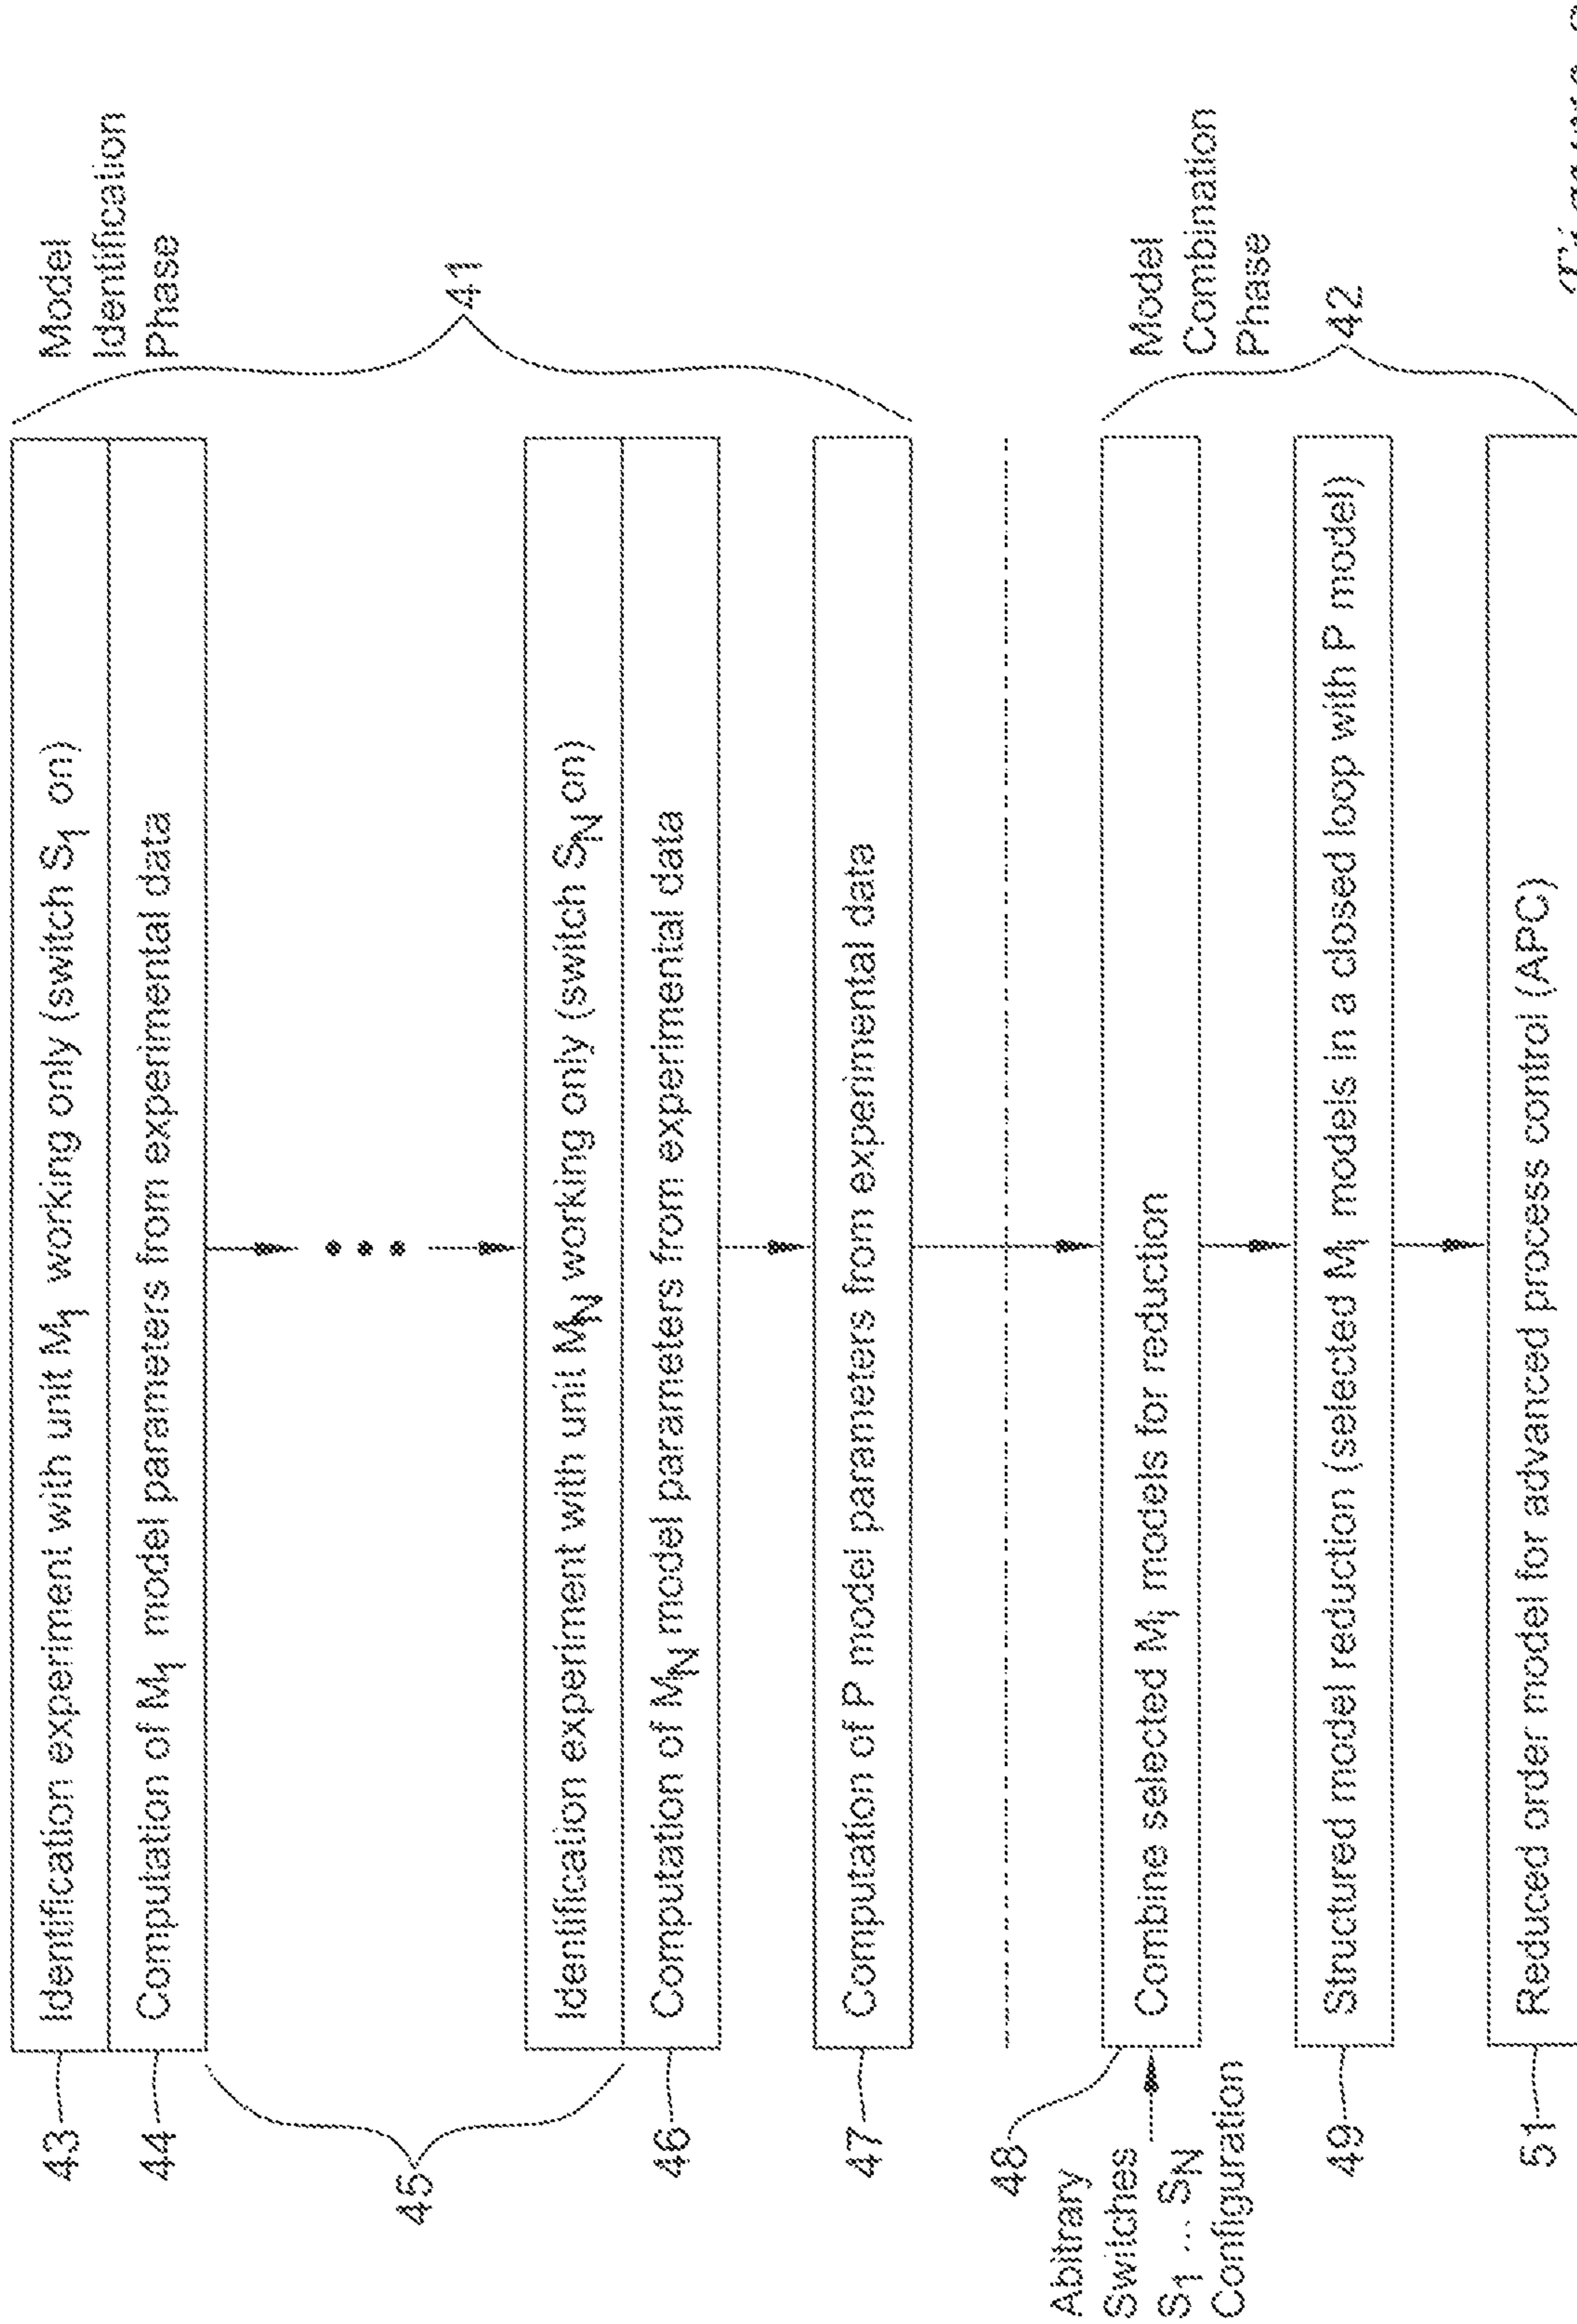 Model
Identification
Phase
41
43
Identification experiment with unit M1 working only (switch S1 on)
44
Computation of M1 model parameters from experimental data
45
Identification experiment with unit MN working only (switch SN on)
46
Computation of MN model parameters from experimental data
47
Computation of P model parameters from experimental data
Model
Combination
Phase
42
48
Abitrary
Switches
S1 ... SN
Configuration
Combine selected Mi models for reduction
49
Structured model reduction (selected Mi models in a closed loop with P model)
51
Reduced order model for advanced process control (APC)